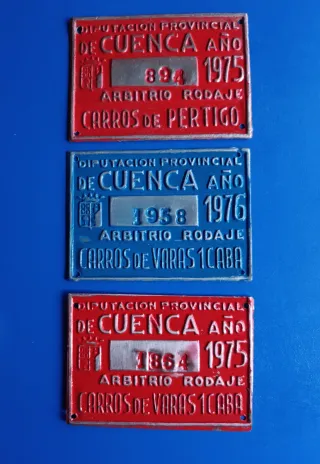 DIPUTACION PROVINCIAL
DE CUENCA AÑO
894 1975
ARBITRIO RODAJE
CARROS DE PERTIGO
DIPUTACION PROVINCIAL
DE CUENCA AÑO
1958 1976
ARBITRIO RODAJE
CARROS DE VARAS 1 CABA
DIPUTACION PROVINCIAL
DE CUENCA AÑO
1864 1975
ARBITRIO RODAJE
CARROS DE VARAS 1 CABA